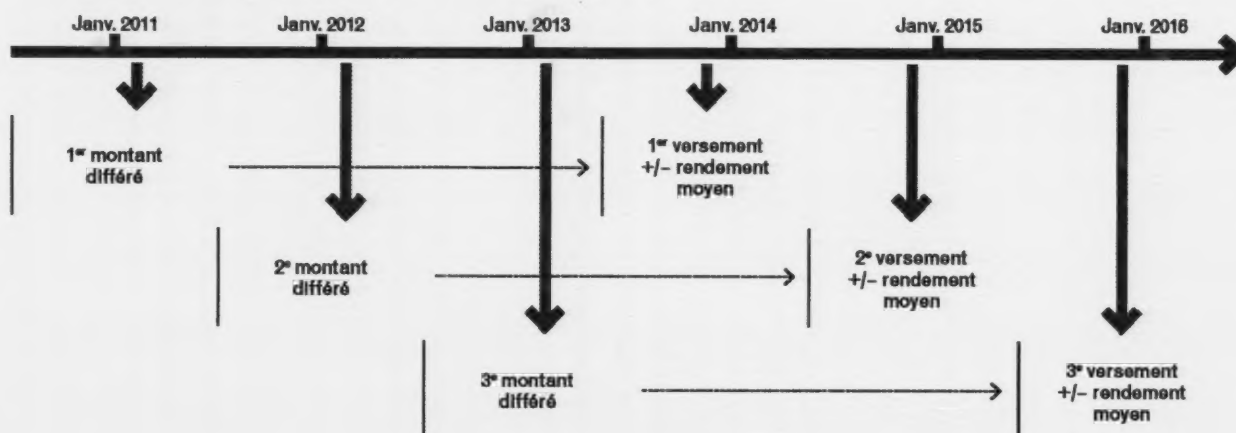 Janv. 2011 Janv. 2012 Janv. 2013 Janv. 2014 Janv. 2015 Janv. 2016
1er montant
différé
1er versement
+/– rendement
moyen
2e montant
différé
2e versement
+/– rendement
moyen
3e montant
différé
3e versement
+/– rendement
moyen